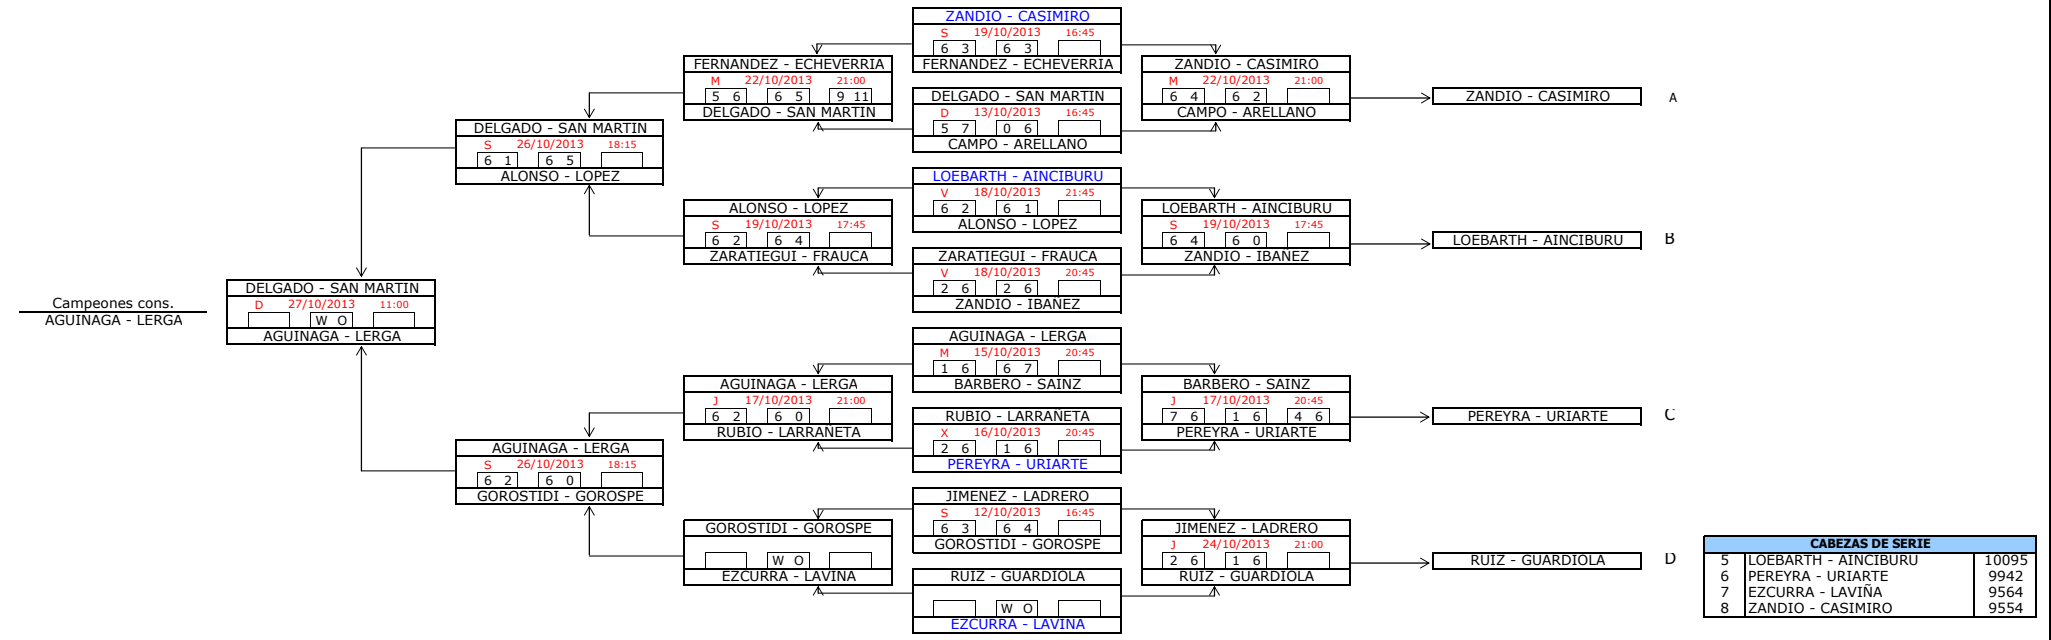 Campeones cons.
AGUINAGA - LERGA
DELGADO - SAN MARTIN
D 27/10/2013 11:00
W O
AGUINAGA - LERGA
DELGADO - SAN MARTIN
S 26/10/2013 18:15
6 1 6 5
ALONSO - LOPEZ
AGUINAGA - LERGA
S 26/10/2013 18:15
6 2 6 0
GOROSTIDI - GOROSPE
FERNANDEZ - ECHEVERRIA
M 22/10/2013 21:00
5 6 6 5 9 11
DELGADO - SAN MARTIN
ALONSO - LOPEZ
S 19/10/2013 17:45
6 2 6 4
ZARATIEGUI - FRAUCA
AGUINAGA - LERGA
J 17/10/2013 21:00
6 2 6 0
RUBIO - LARRAÑETA
GOROSTIDI - GOROSPE
W O
EZCURRA - LAVIÑA
ZANDIO - CASIMIRO
S 19/10/2013 16:45
6 3 6 3
FERNANDEZ - ECHEVERRIA
DELGADO - SAN MARTIN
D 13/10/2013 16:45
5 7 0 6
CAMPO - ARELLANO
LOEBARTH - AINCIBURU
V 18/10/2013 21:45
6 2 6 1
ALONSO - LOPEZ
ZARATIEGUI - FRAUCA
V 18/10/2013 20:45
2 6 2 6
ZANDIO - IBAÑEZ
AGUINAGA - LERGA
M 15/10/2013 20:45
1 6 6 7
BARBERO - SAINZ
RUBIO - LARRAÑETA
X 16/10/2013 20:45
2 6 1 6
PEREYRA - URIARTE
JIMENEZ - LADRERO
S 12/10/2013 16:45
6 3 6 4
GOROSTIDI - GOROSPE
RUIZ - GUARDIOLA
W O
EZCURRA - LAVIÑA
ZANDIO - CASIMIRO
M 22/10/2013 21:00
6 4 6 2
CAMPO - ARELLANO
LOEBARTH - AINCIBURU
S 19/10/2013 17:45
6 4 6 0
ZANDIO - IBAÑEZ
BARBERO - SAINZ
J 17/10/2013 20:45
7 6 1 6 4 6
PEREYRA - URIARTE
JIMENEZ - LADRERO
J 24/10/2013 21:00
2 6 1 6
RUIZ - GUARDIOLA
ZANDIO - CASIMIRO A
LOEBARTH - AINCIBURU B
PEREYRA - URIARTE C
RUIZ - GUARDIOLA D
CABEZAS DE SERIE
5 LOEBARTH - AINCIBURU 10095
6 PEREYRA - URIARTE 9942
7 EZCURRA - LAVIÑA 9564
8 ZANDIO - CASIMIRO 9554